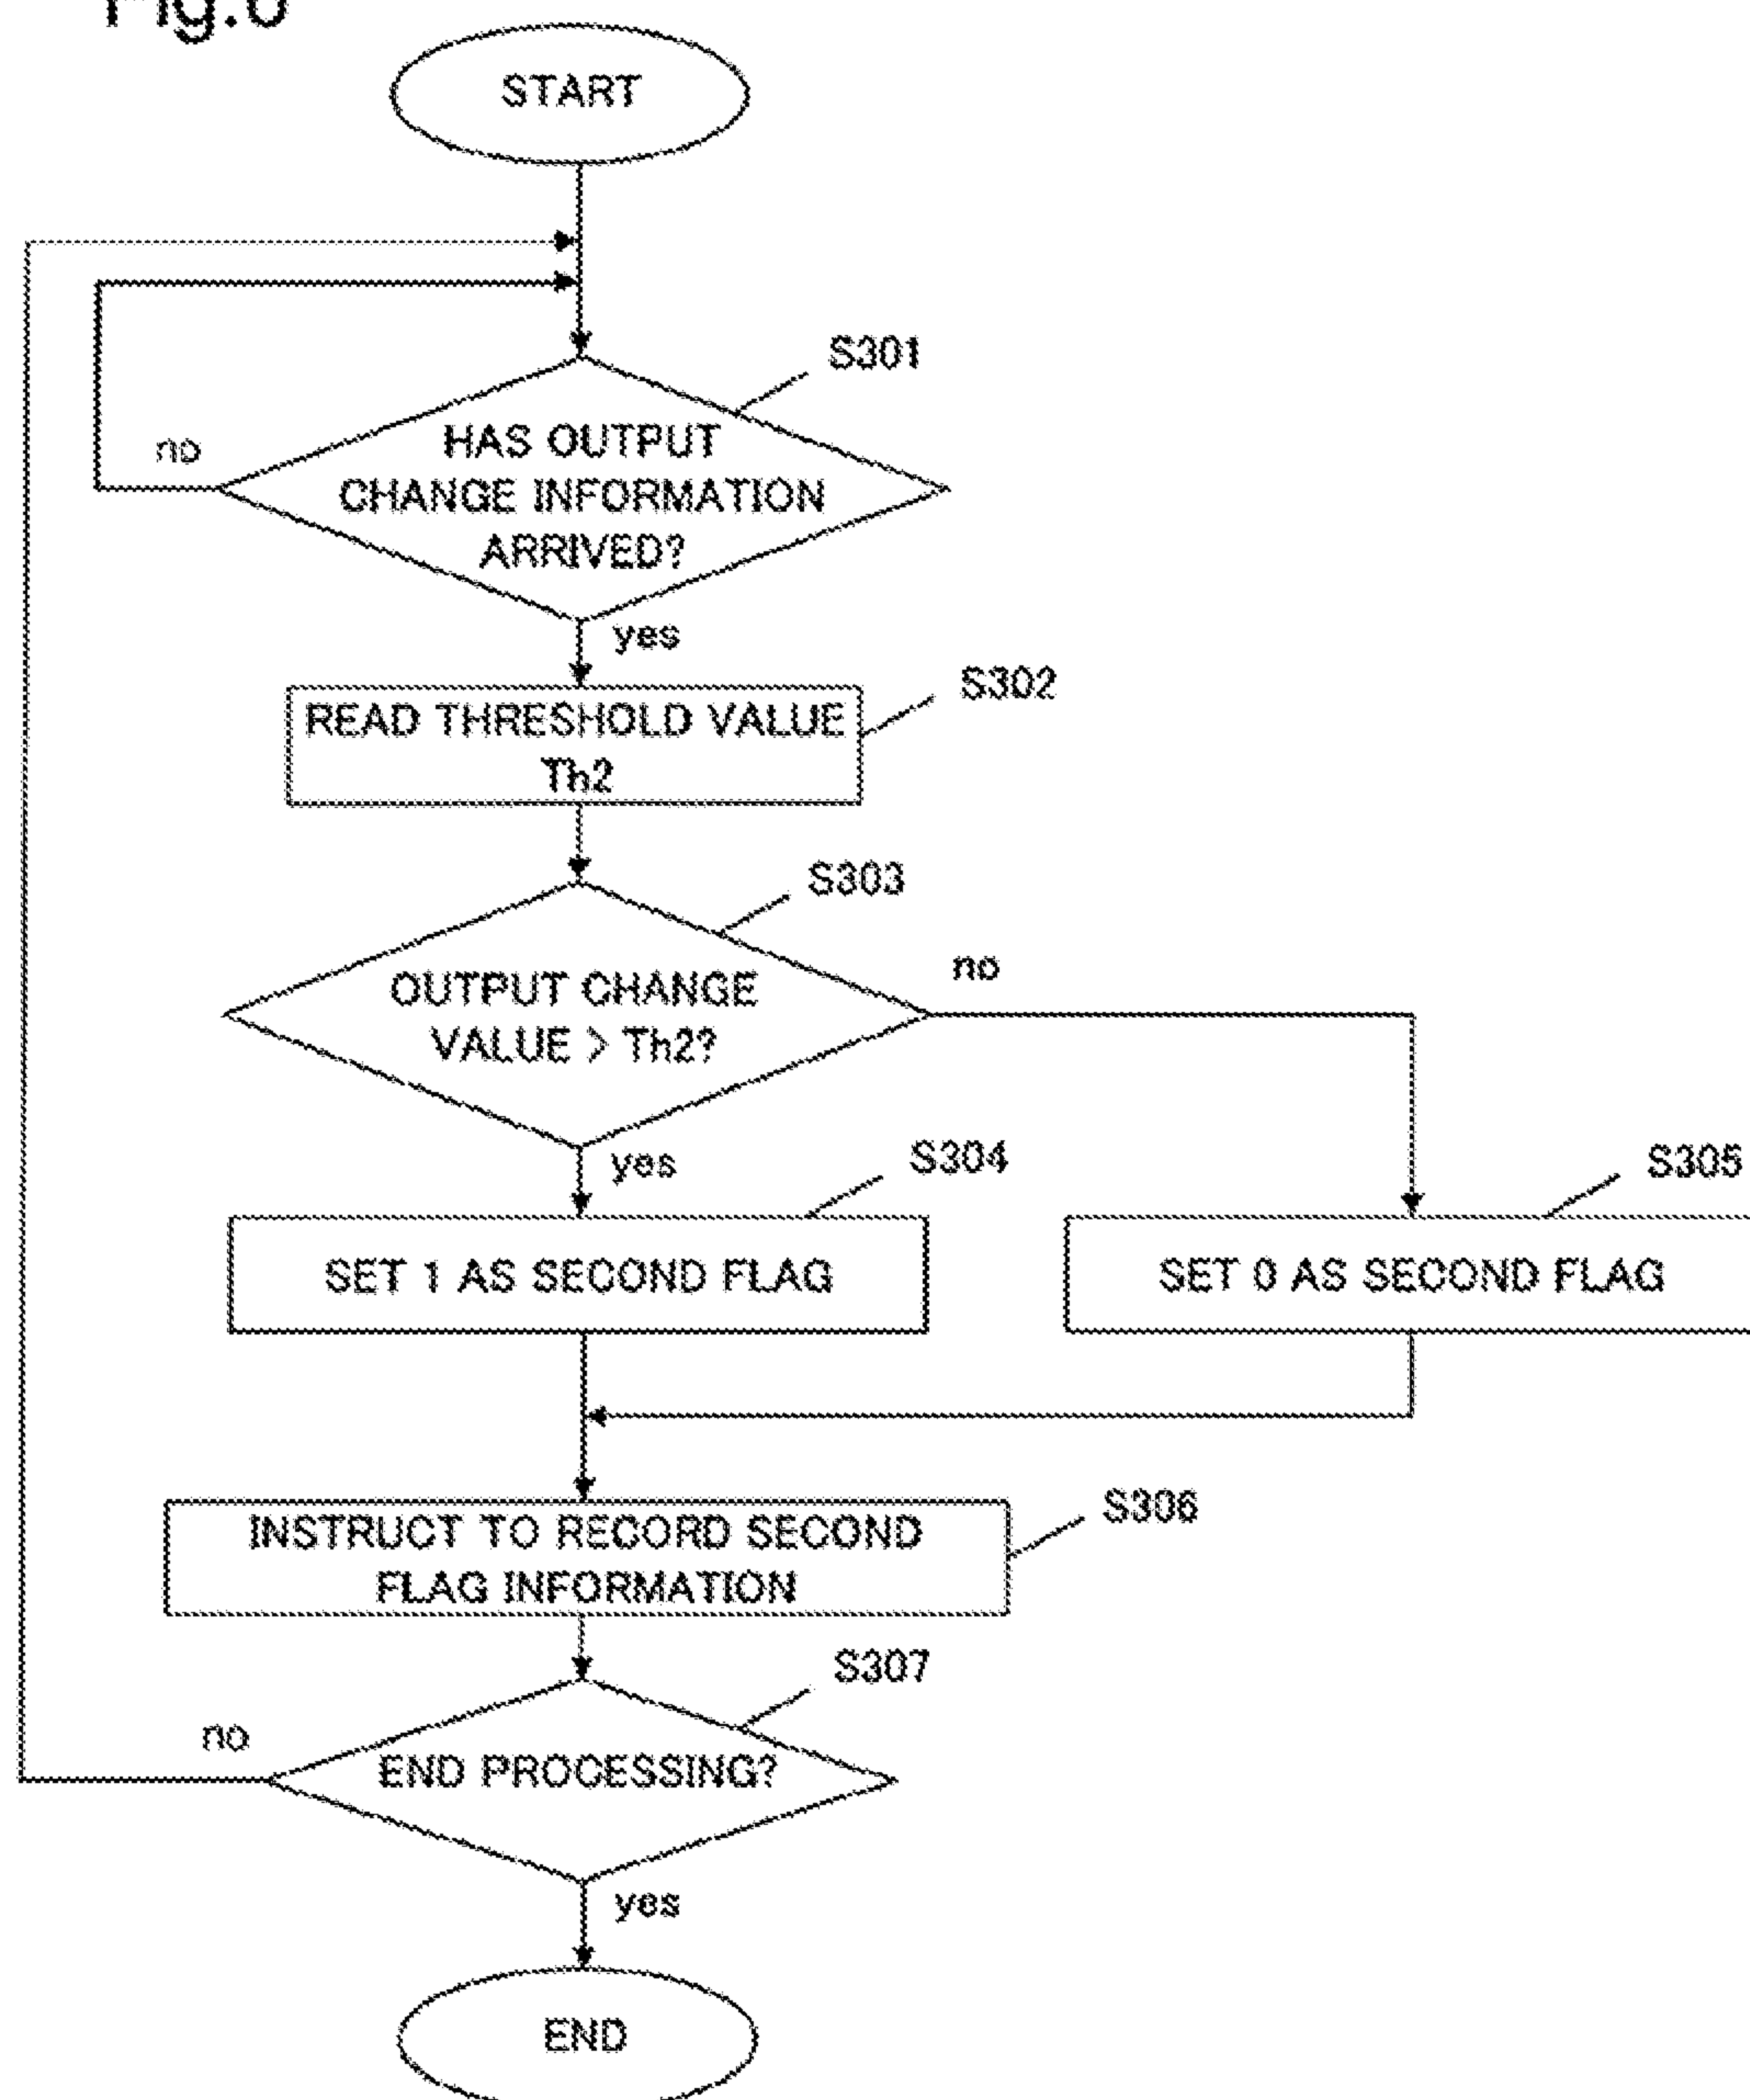 START
S301
no
HAS OUTPUT
CHANGE INFORMATION
ARRIVED?
yes
S302
READ THRESHOLD VALUE
Th2
S303
OUTPUT CHANGE
VALUE > Th2?
no
yes
S304
S305
SET 1 AS SECOND FLAG
SET 0 AS SECOND FLAG
S306
INSTRUCT TO RECORD SECOND
FLAG INFORMATION
S307
no
END PROCESSING?
yes
END